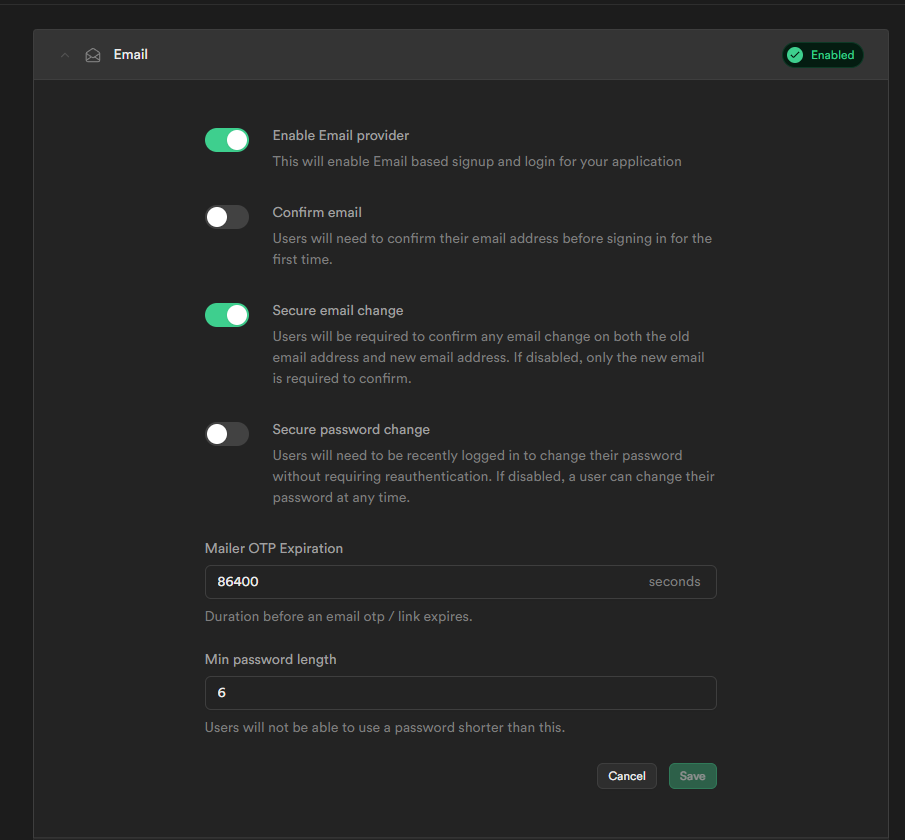 Email
Enabled
Enable Email provider
This will enable Email based signup and login for your application
Confirm email
Users will need to confirm their email address before signing in for the
first time.
Secure email change
Users will be required to confirm any email change on both the old
email address and new email address. If disabled, only the new email
is required to confirm.
Secure password change
Users will need to be recently logged in to change their password
without requiring reauthentication. If disabled, a user can change their
password at any time.
Mailer OTP Expiration
86400 seconds
Duration before an email otp / link expires.
Min password length
6
Users will not be able to use a password shorter than this.
Cancel Save